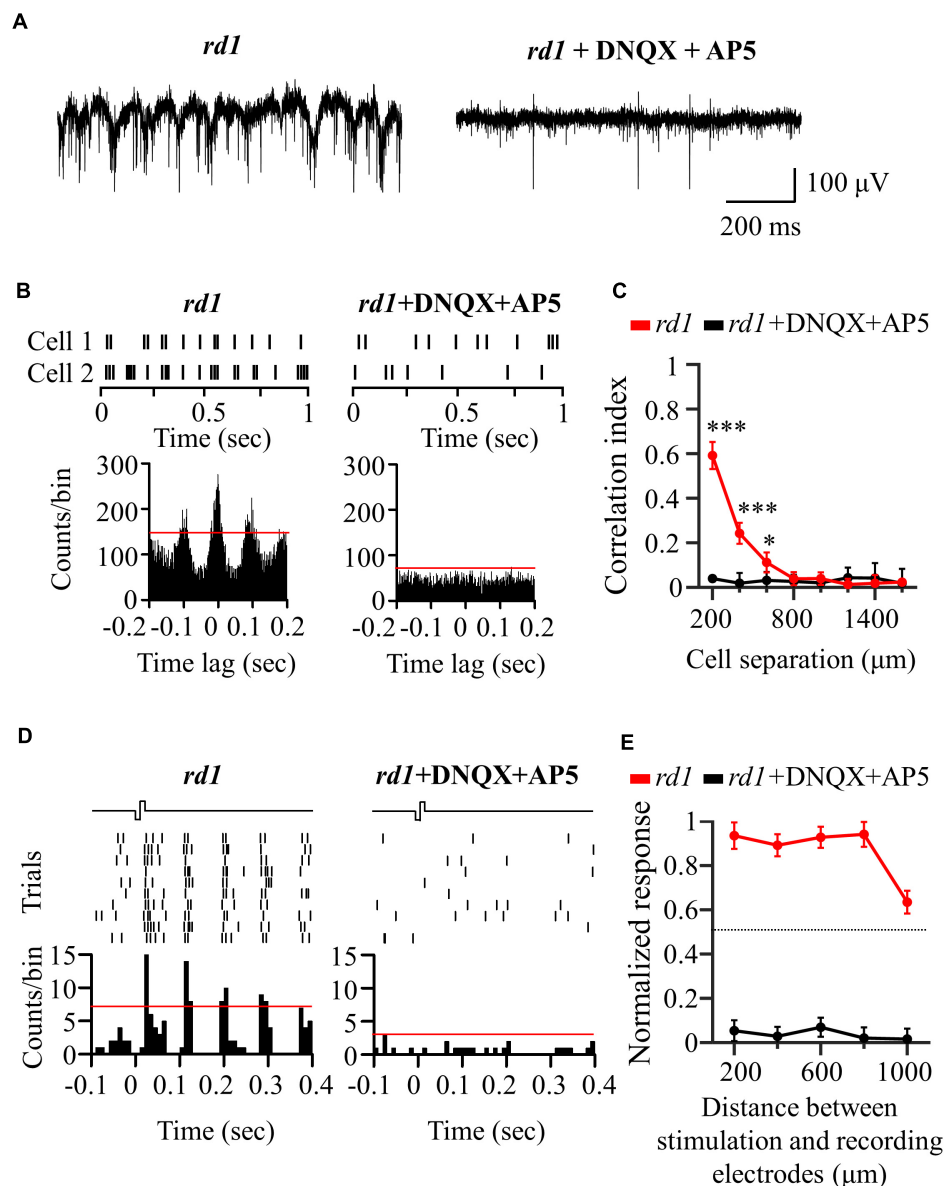 A
rd1
rd1 + DNQX + AP5
100 μV
200 ms
B
rd1
rd1+DNQX+AP5
Cell 1
Cell 2
0 0.5 1
Time (sec)
0 0.5 1
Time (sec)
Counts/bin
300
200
100
0
-0.2 -0.1 0 0.1 0.2
Time lag (sec)
300
200
100
0
-0.2 -0.1 0 0.1 0.2
Time lag (sec)
C
rd1 rd1+DNQX+AP5
Correlation index
1
0.8
0.6
0.4
0.2
0
***
***
*
200 800 1400
Cell separation (μm)
D
rd1
rd1+DNQX+AP5
Trials
Counts/bin
15
10
5
0
-0.1 0 0.1 0.2 0.3 0.4
Time (sec)
15
10
5
0
-0.1 0 0.1 0.2 0.3 0.4
Time (sec)
E
rd1 rd1+DNQX+AP5
Normalized response
1
0.8
0.6
0.4
0.2
0
200 600 1000
Distance between
stimulation and recording
electrodes (μm)